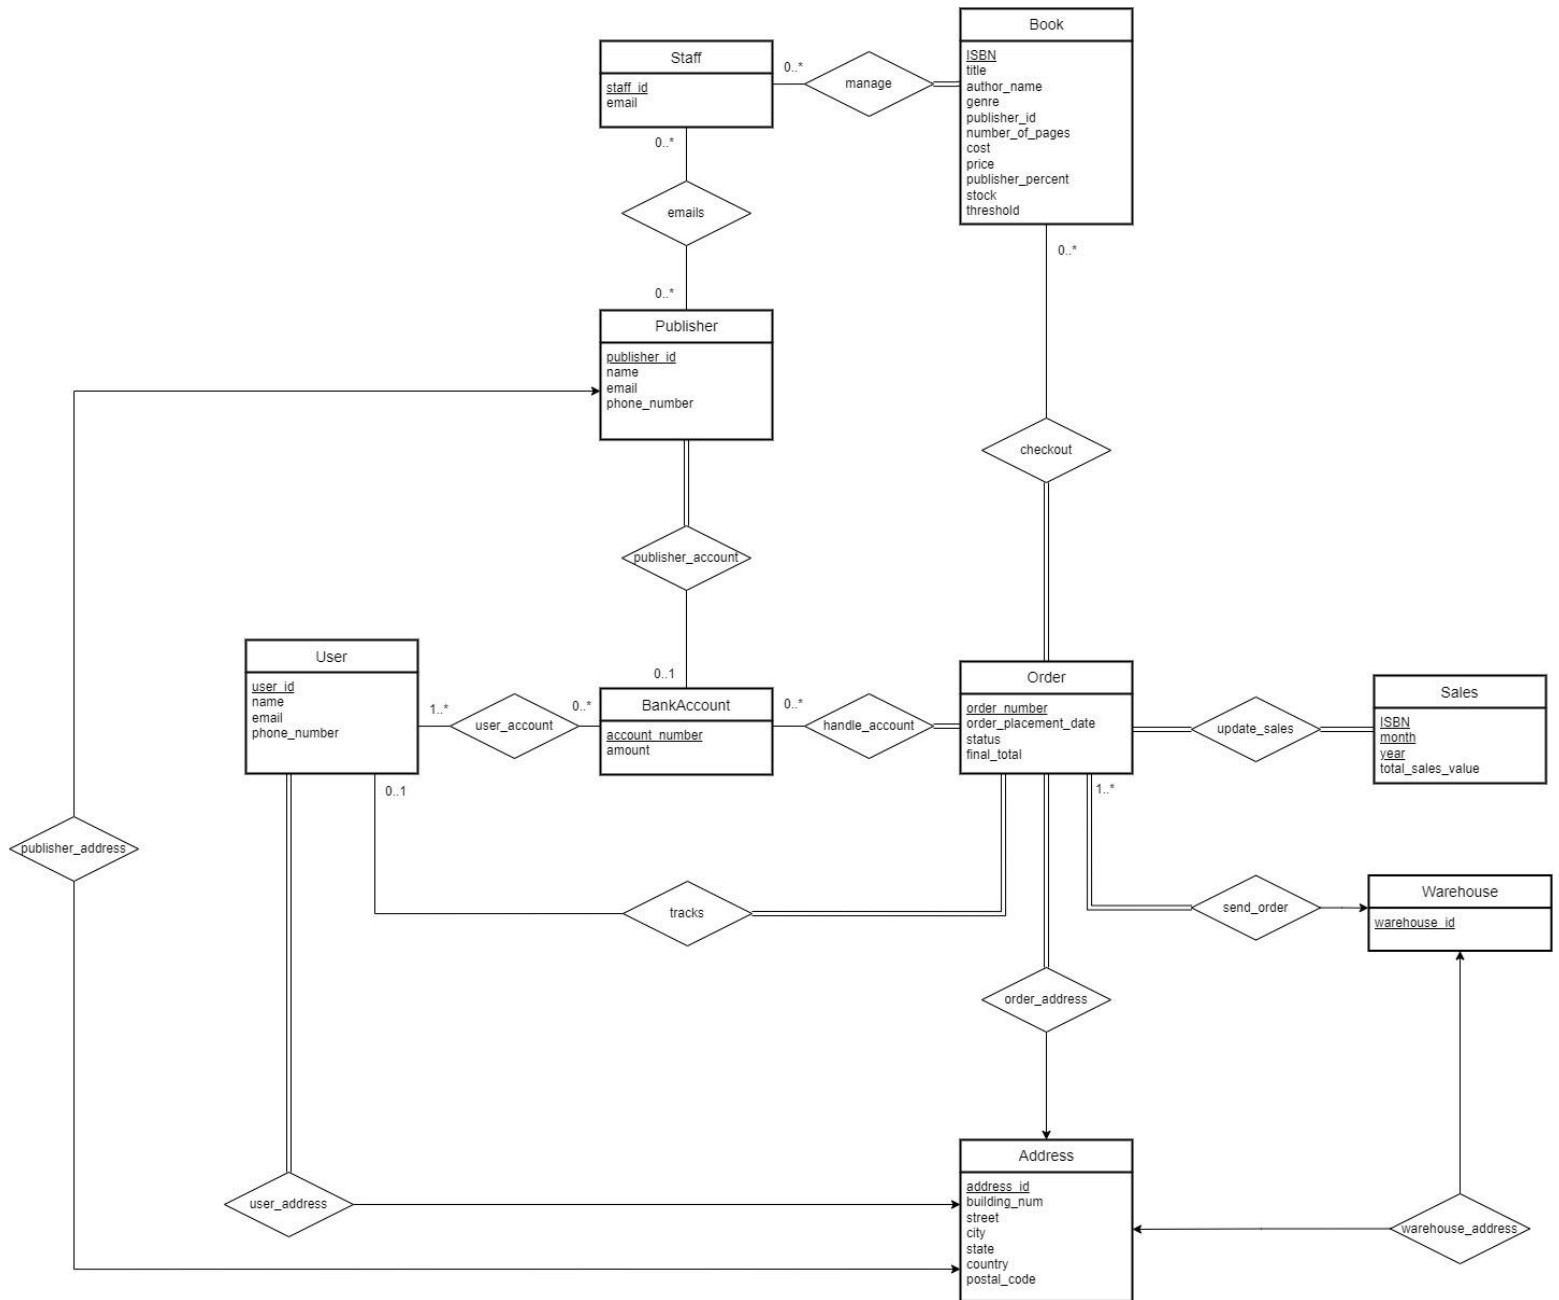 Book
ISBN
title
author_name
genre
publisher_id
number_of_pages
cost
price
publisher_percent
stock
threshold
Staff
staff_id
email
0..*
manage
0..*
emails
0..*
0..*
Publisher
publisher_id
name
email
phone_number
checkout
publisher_account
0..1
User
user_id
name
email
phone_number
1..*
user_account
0..*
BankAccount
account_number
amount
0..*
handle_account
Order
order_number
order_placement_date
status
final_total
update_sales
Sales
ISBN
month
year
total_sales_value
0..1
1..*
publisher_address
tracks
send_order
Warehouse
warehouse_id
order_address
Address
address_id
building_num
street
city
state
country
postal_code
user_address
warehouse_address